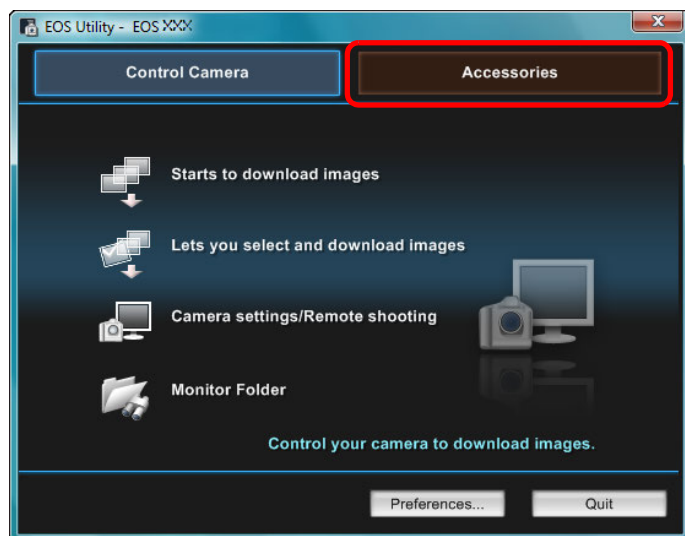 EOS Utility - EOS XXX
Control Camera
Accessories
Starts to download images
Lets you select and download images
Camera settings/Remote shooting
Monitor Folder
Control your camera to download images.
Preferences...
Quit